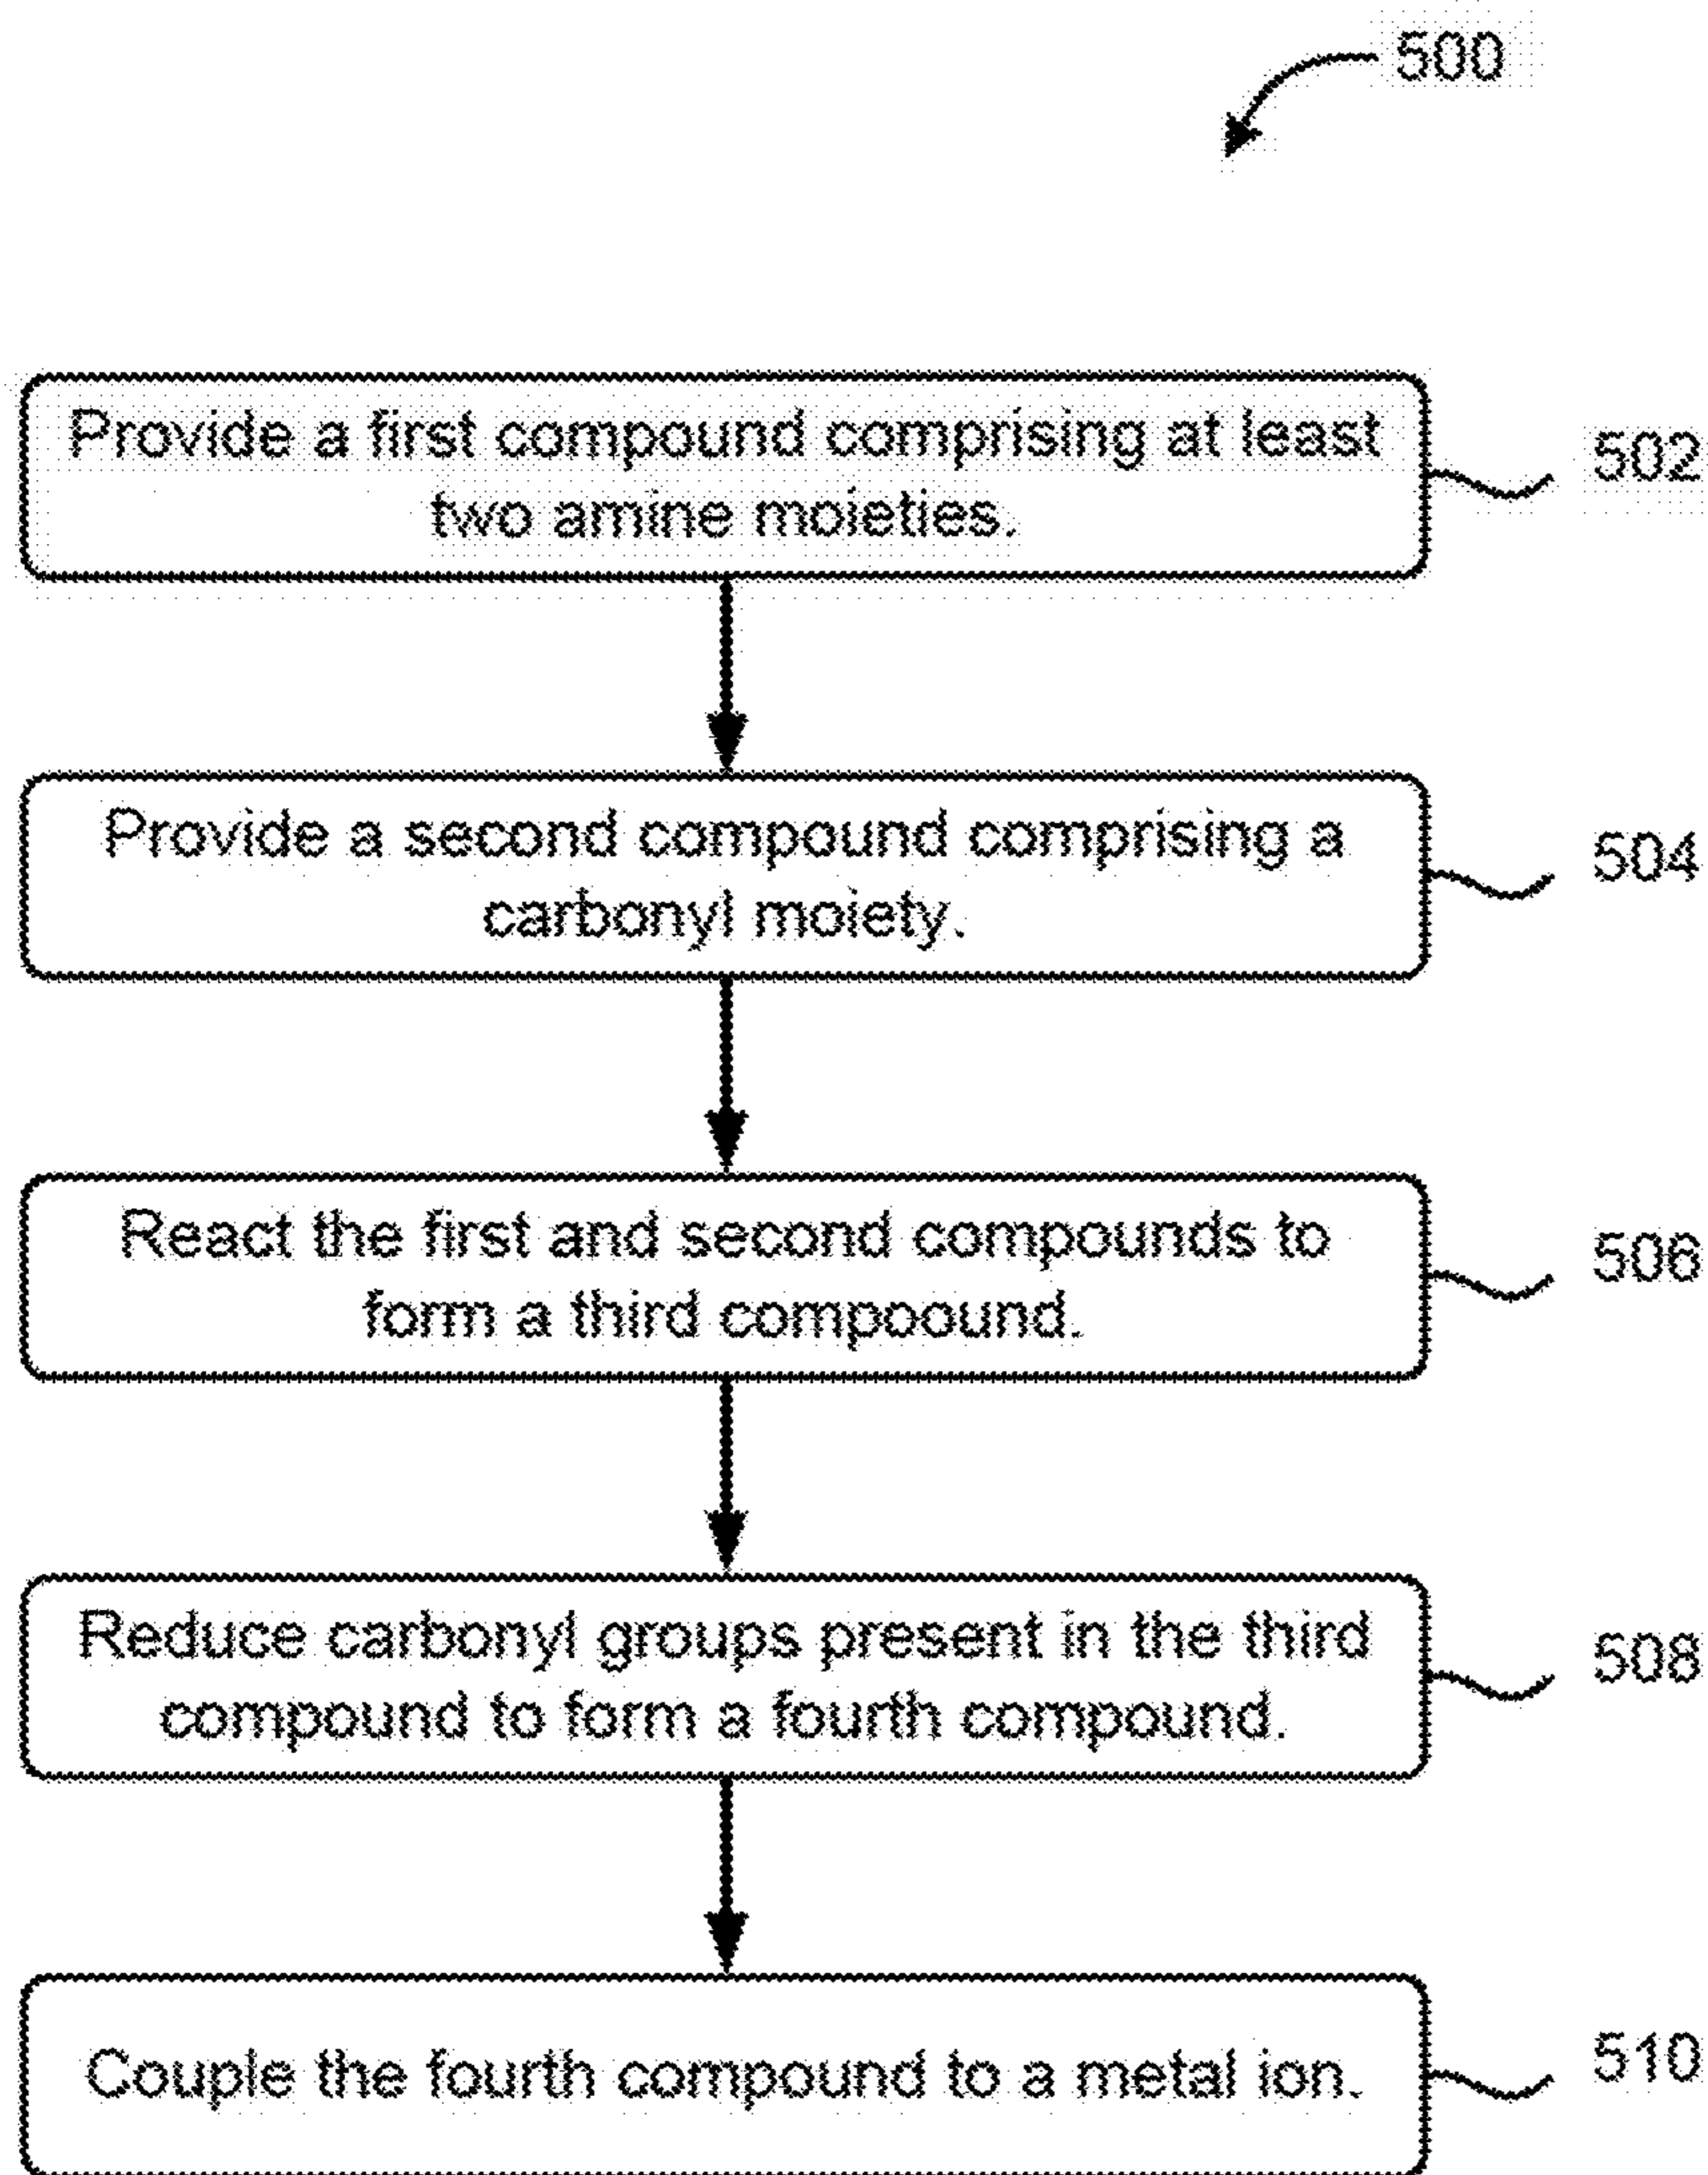 500
Provide a first compound comprising at least
two amine moieties.
502
Provide a second compound comprising a
carbonyl moiety.
504
React the first and second compounds to
form a third compoound.
506
Reduce carbonyl groups present in the third
compound to form a fourth compound.
508
Couple the fourth compound to a metal ion.
510